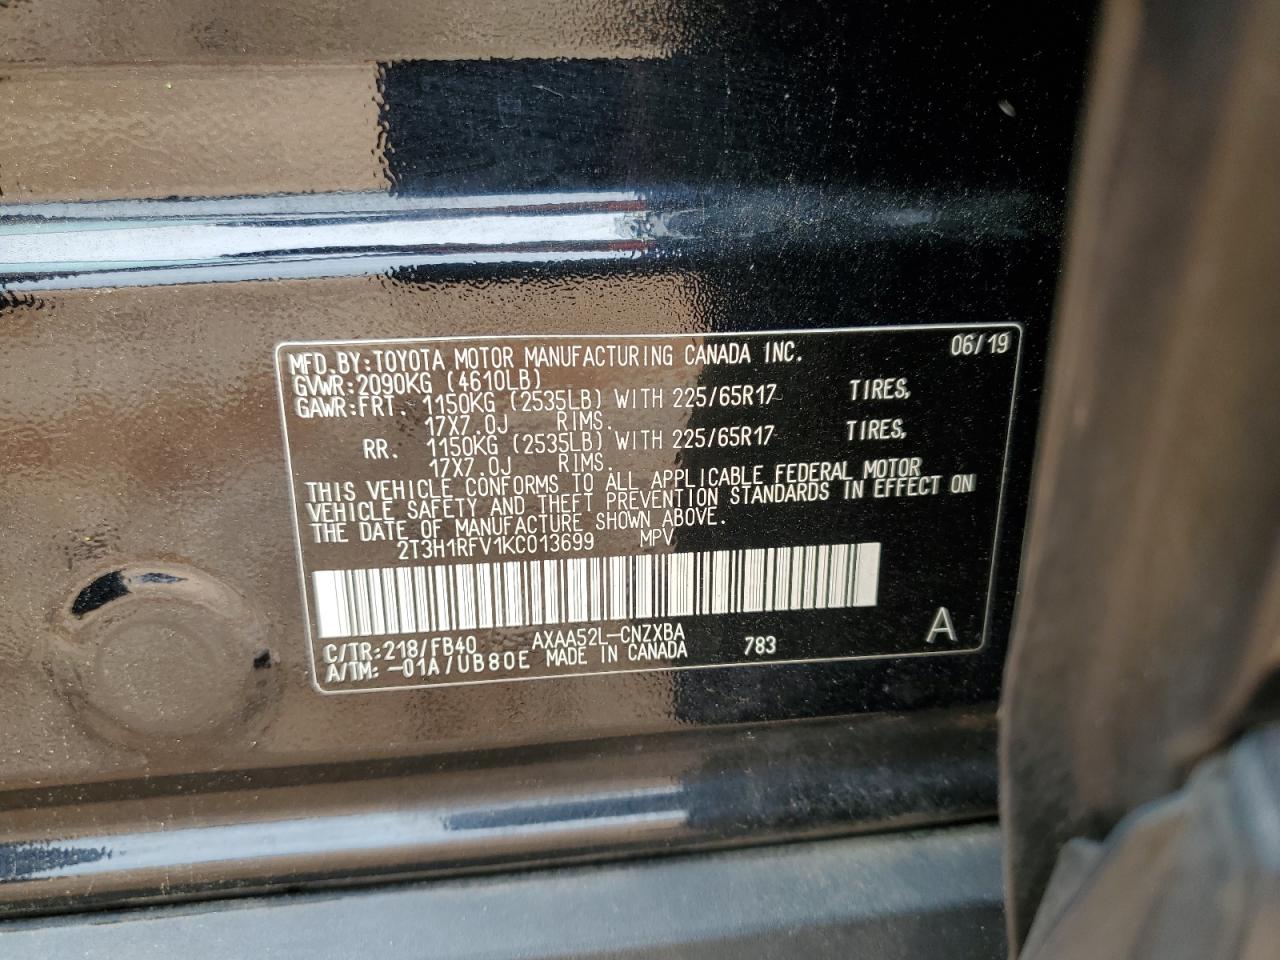 MFD.BY:TOYOTA MOTOR MANUFACTURING CANADA INC. 06/19
GVWR:2090KG (4610LB)
GAWR:FRT. 1150KG (2535LB) WITH 225/65R17 TIRES,
17X7.0J RIMS.
RR. 1150KG (2535LB) WITH 225/65R17 TIRES,
17X7.0J RIMS.
THIS VEHICLE CONFORMS TO ALL APPLICABLE FEDERAL MOTOR
VEHICLE SAFETY AND THEFT PREVENTION STANDARDS IN EFFECT ON
THE DATE OF MANUFACTURE SHOWN ABOVE.
2T3H1RFV1KC013699 MPV
C/TR:218/FB40 AXAA52L-CNZXBA
A/TM:-01A/UB80E MADE IN CANADA 783
A